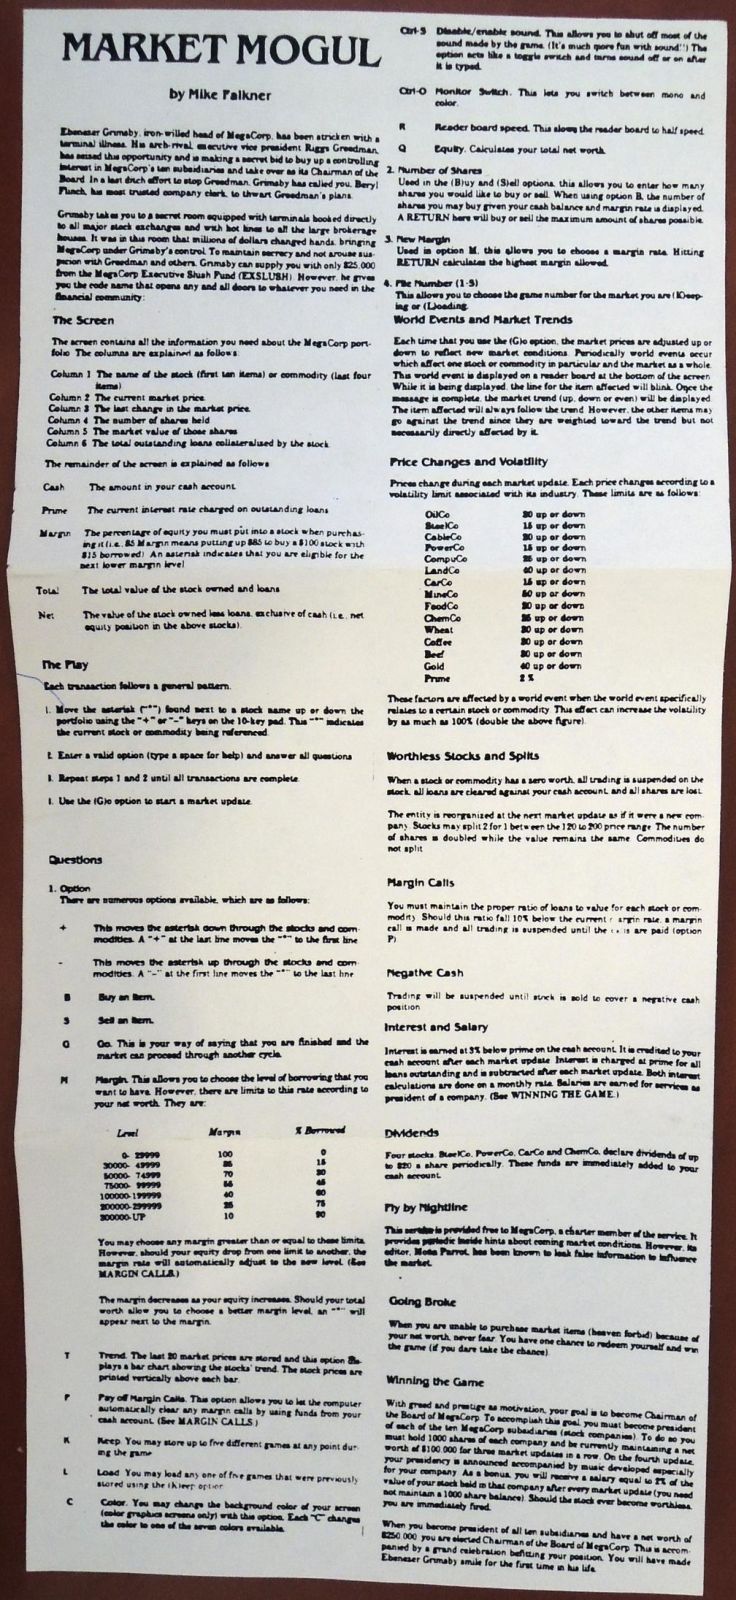 MARKET MOGUL
by Mike Falkner
Ebenezer Grimsby, iron-willed head of MegaCorp, has been stricken with a
terminal illness. His arch-rival, executive vice president Riggs Greedman,
has seized this opportunity and is making a secret bid to buy up a controlling
interest in MegaCorp's ten subsidiaries and take over as its Chairman of the
Board. In a last ditch effort to stop Greedman, Grimsby has called you, Beryl
Flinch, his most trusted company clerk, to thwart Greedman's plans.
Grimsby takes you to a secret room equipped with terminals hooked directly
to all major stock exchanges and with hot lines to all the large brokerage
houses. It was in this room that millions of dollars changed hands, bringing
MegaCorp under Grimsby's control. To maintain secrecy and not arouse sus-
picion with Greedman and others, Grimsby can supply you with only $25,000
from the MegaCorp Executive Slush Fund (EXSLUSH). However, he gives
you the code name that opens any and all doors to whatever you need in the
financial community:
The Screen
The screen contains all the information you need about the MegaCorp port-
folio. The columns are explained as follows:
Column 1 The name of the stock (first ten items) or commodity (last four
items)
Column 2 The current market price
Column 3 The last change in the market price
Column 4 The number of shares held
Column 5 The market value of those shares
Column 6 The total outstanding loans collateralized by the stock
The remainder of the screen is explained as follows
Cash The amount in your cash account
Prime The current interest rate charged on outstanding loans
Margin The percentage of equity you must put into a stock when purchas-
ing it (i.e., 85 Margin means putting up $85 to buy a $100 stock with
$15 borrowed). An asterisk indicates that you are eligible for the
next lower margin level
Total The total value of the stock owned and loans
Net The value of the stock owned less loans, exclusive of cash (i.e., net
equity position in the above stocks).
The Play
Each transaction follows a general pattern.
1. Move the asterisk ("*") found next to a stock name up or down the
portfolio using the "+" or "-" keys on the 10-key pad. This "*" indicates
the current stock or commodity being referenced.
2. Enter a valid option (type a space for help) and answer all questions
3. Repeat steps 1 and 2 until all transactions are complete.
4. Use the (G)o option to start a market update.
Questions
1. Option
There are numerous options available, which are as follows:
+ This moves the asterisk down through the stocks and com-
modities. A "+" at the last line moves the "*" to the first line
- This moves the asterisk up through the stocks and com-
modities. A "-" at the first line moves the "*" to the last line
B Buy an item.
S Sell an item.
G Go. This is your way of saying that you are finished and the
market can proceed through another cycle.
M Margin. This allows you to choose the level of borrowing that you
want to have. However, there are limits to this rate according to
your net worth. They are:
Level Margin % Borrowed
0- 29999 100 0
30000- 49999 85 15
50000- 74999 70 30
75000- 99999 55 45
100000-199999 40 60
200000-299999 25 75
300000-UP 10 90
You may choose any margin greater than or equal to these limits.
However, should your equity drop from one limit to another, the
margin rate will automatically adjust to the new level. (See
MARGIN CALLS.)
The margin decreases as your equity increases. Should your total
worth allow you to choose a better margin level, an "*" will
appear next to the margin.
T Trend. The last 20 market prices are stored and this option dis-
plays a bar chart showing the stocks' trend. The stock prices are
printed vertically above each bar.
P Pay off Margin Calls. This option allows you to let the computer
automatically clear any margin calls by using funds from your
cash account. (See MARGIN CALLS.)
K Keep. You may store up to five different games at any point dur-
ing the game
L Load. You may load any one of five games that were previously
stored using the (K)eep option
C Color. You may change the background color of your screen
(color graphics screens only) with this option. Each "C" changes
the color to one of the seven colors available.
Ctrl-S Disable/enable sound. This allows you to shut off most of the
sound made by the game. (It's much more fun with sound!!) The
option acts like a toggle switch and turns sound off or on after
it is typed.
Ctrl-O Monitor Switch. This lets you switch between mono and
color.
R Reader board speed. This slows the reader board to half speed.
Q Equity. Calculates your total net worth.
2. Number of Shares
Used in the (B)uy and (S)ell options, this allows you to enter how many
shares you would like to buy or sell. When using option B, the number of
shares you may buy given your cash balance and margin rate is displayed.
A RETURN here will buy or sell the maximum amount of shares possible.
3. New Margin
Used in option M, this allows you to choose a margin rate. Hitting
RETURN calculates the highest margin allowed.
4. File Number (1-5)
This allows you to choose the game number for the market you are (K)eep-
ing or (L)oading.
World Events and Market Trends
Each time that you use the (G)o option, the market prices are adjusted up or
down to reflect new market conditions. Periodically world events occur
which affect one stock or commodity in particular and the market as a whole.
This world event is displayed on a reader board at the bottom of the screen.
While it is being displayed, the line for the item affected will blink. Once the
message is complete, the market trend (up, down or even) will be displayed.
The item affected will always follow the trend. However, the other items may
go against the trend since they are weighted toward the trend but not
necessarily directly affected by it.
Price Changes and Volatility
Prices change during each market update. Each price changes according to a
volatility limit associated with its industry. These limits are as follows:
OilCo 20 up or down
SteelCo 15 up or down
CableCo 20 up or down
PowerCo 15 up or down
CompuCo 25 up or down
LandCo 40 up or down
CarCo 15 up or down
MineCo 50 up or down
FoodCo 20 up or down
ChemCo 25 up or down
Wheat 30 up or down
Coffee 30 up or down
Beef 30 up or down
Gold 40 up or down
Prime 2 %
These factors are affected by a world event when the world event specifically
relates to a certain stock or commodity. This effect can increase the volatility
by as much as 100% (double the above figure).
Worthless Stocks and Splits
When a stock or commodity has a zero worth, all trading is suspended on the
stock, all loans are cleared against your cash account, and all shares are lost.
The entity is reorganized at the next market update as if it were a new com-
pany. Stocks may split 2 for 1 between the 120 to 200 price range. The number
of shares is doubled while the value remains the same. Commodities do
not split
Margin Calls
You must maintain the proper ratio of loans to value for each stock or com-
modity. Should this ratio fall 10% below the current margin rate, a margin
call is made and all trading is suspended until the are paid (option
P)
Negative Cash
Trading will be suspended until stock is sold to cover a negative cash
position
Interest and Salary
Interest is earned at 3% below prime on the cash account. It is credited to your
cash account after each market update. Interest is charged at prime for all
loans outstanding and is subtracted after each market update. Both interest
calculations are done on a monthly rate. Salaries are earned for services as
president of a company. (See WINNING THE GAME.)
Dividends
Four stocks, SteelCo, PowerCo, CarCo and ChemCo, declare dividends of up
to $20 a share periodically. These funds are immediately added to your
cash account.
Fly by Nightline
This service is provided free to MegaCorp, a charter member of the service. It
provides periodic inside hints about coming market conditions. However, its
editor, Mona Parrot, has been known to leak false information to influence
the market.
Going Broke
When you are unable to purchase market items (heaven forbid) because of
your net worth, never fear. You have one chance to redeem yourself and win
the game (if you dare take the chance).
Winning the Game
With greed and prestige as motivation, your goal is to become Chairman of
the Board of MegaCorp. To accomplish this goal, you must become president
of each of the ten MegaCorp subsidiaries (stock companies). To do so you
must hold 1000 shares of each company and be currently maintaining a net
worth of $100,000 for three market updates in a row. On the fourth update,
your presidency is announced accompanied by music developed especially
for your company. As a bonus, you will receive a salary equal to 2% of the
value of your stock held in that company after every market update (you need
not maintain a 1000 share balance). Should the stock ever become worthless,
you are immediately fired.
When you become president of all ten subsidiaries and have a net worth of
$250,000 you are elected Chairman of the Board of MegaCorp. This is accom-
panied by a grand celebration befitting your position. You will have made
Ebenezer Grimsby smile for the first time in his life.